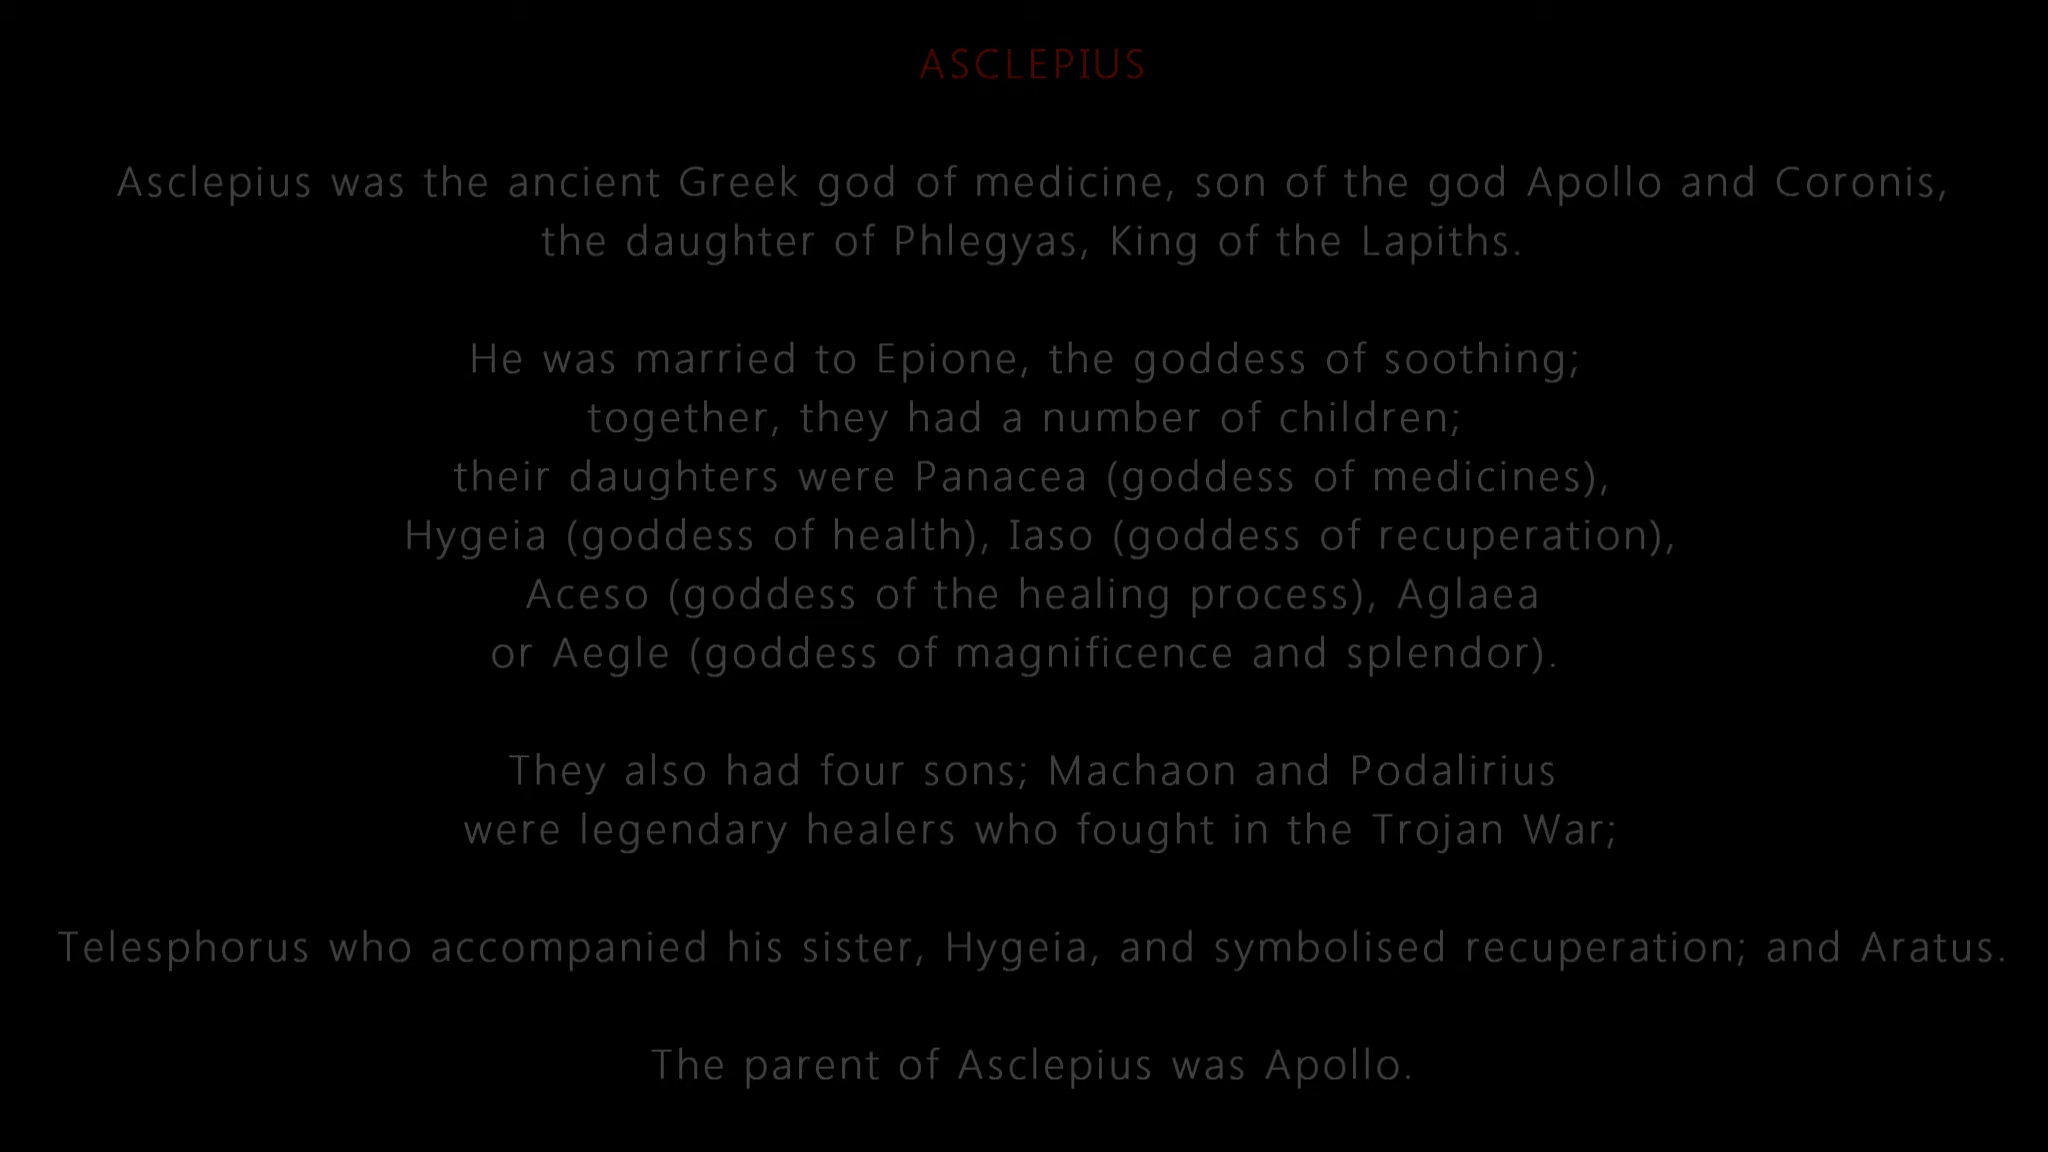 ASCLEPIUS
Asclepius was the ancient Greek god of medicine, son of the god Apollo and Coronis,
the daughter of Phlegyas, King of the Lapiths.
He was married to Epione, the goddess of soothing;
together, they had a number of children;
their daughters were Panacea (goddess of medicines),
Hygeia (goddess of health), Iaso (goddess of recuperation),
Aceso (goddess of the healing process), Aglaea
or Aegle (goddess of magnificence and splendor).
They also had four sons; Machaon and Podalirius
were legendary healers who fought in the Trojan War;
Telesphorus who accompanied his sister, Hygeia, and symbolised recuperation; and Aratus.
The parent of Asclepius was Apollo.